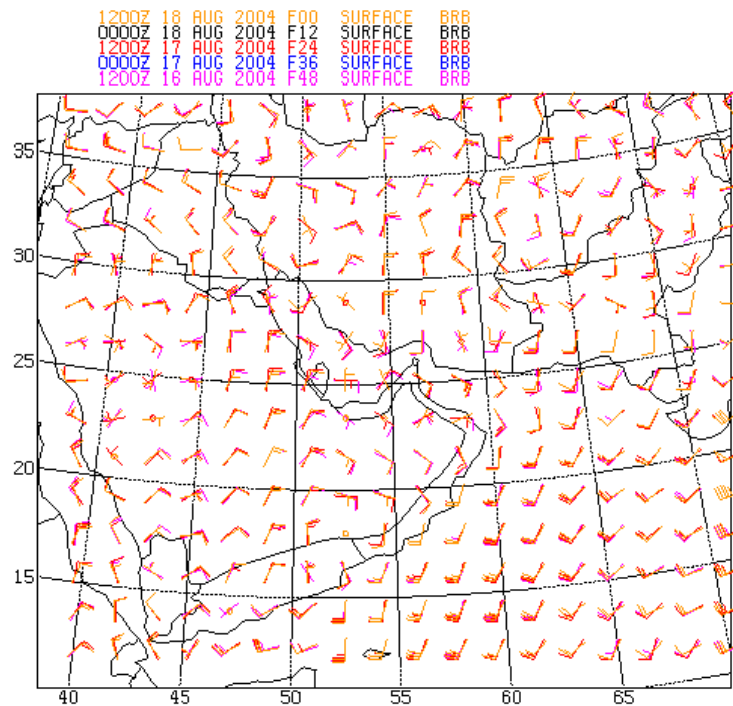 1200Z 18 AUG 2004 F00 SURFACE BRB
0000Z 18 AUG 2004 F12 SURFACE BRB
1200Z 17 AUG 2004 F24 SURFACE BRB
0000Z 17 AUG 2004 F36 SURFACE BRB
1200Z 16 AUG 2004 F48 SURFACE BRB
35
30
25
20
15
40 45 50 55 60 65